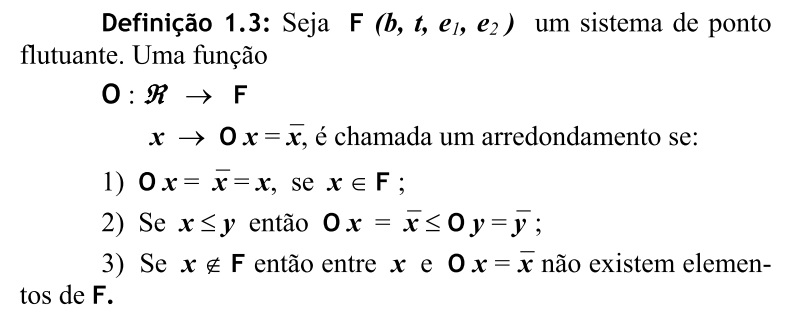 Definição 1.3: Seja F (b, t, e₁, e₂) um sistema de ponto
flutuante. Uma função
O : ℜ → F
x → O x = x̅, é chamada um arredondamento se:
1) O x = x̅ = x, se x ∈ F ;
2) Se x ≤ y então O x = x̅ ≤ O y = y̅ ;
3) Se x ∉ F então entre x e O x = x̅ não existem elemen-
tos de F.